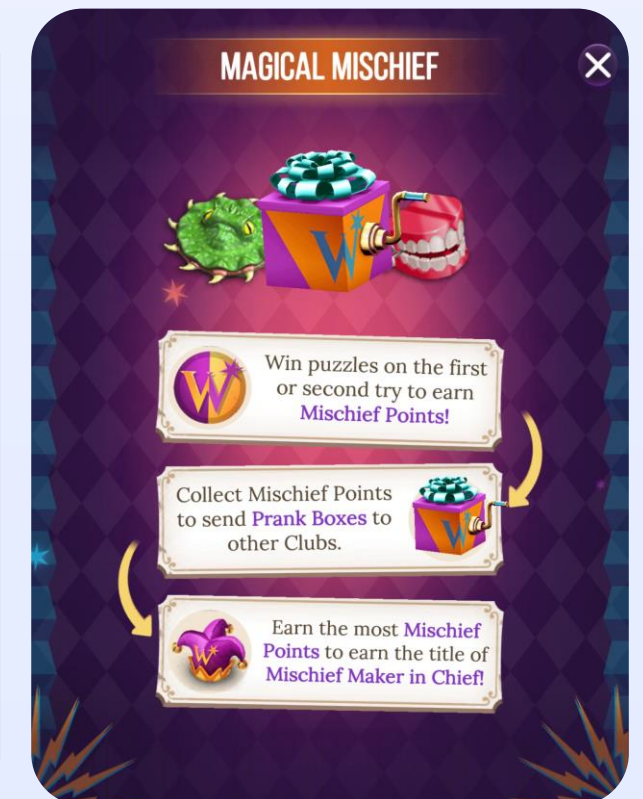 MAGICAL MISCHIEF
W
W
Win puzzles on the first
or second try to earn
Mischief Points!
Collect Mischief Points
to send Prank Boxes to
other Clubs.
W
W
Earn the most Mischief
Points to earn the title of
Mischief Maker in Chief!